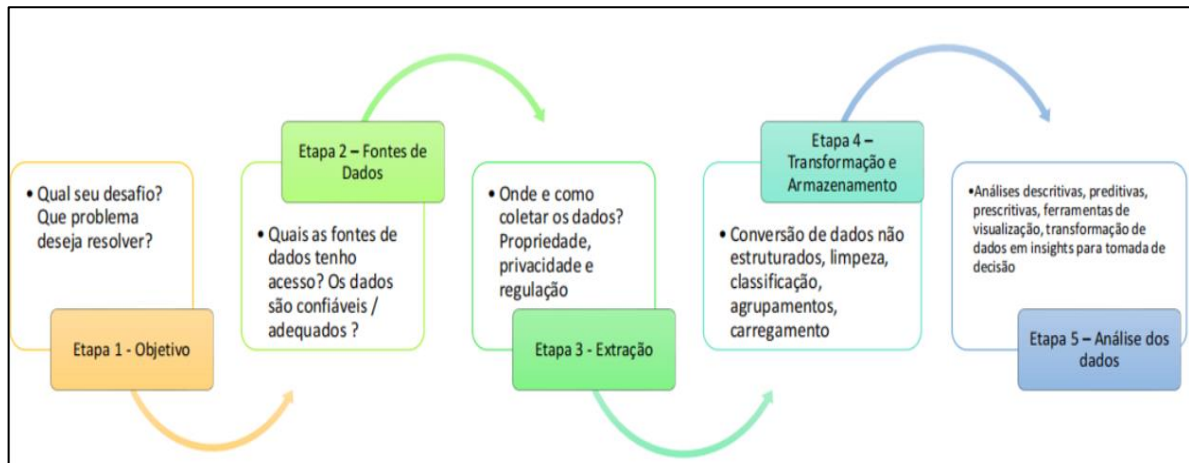 • Qual seu desafio?
Que problema
deseja resolver?
Etapa 1 - Objetivo
Etapa 2 – Fontes de
Dados
• Quais as fontes de
dados tenho
acesso? Os dados
são confiáveis /
adequados ?
• Onde e como
coletar os dados?
Propriedade,
privacidade e
regulação
Etapa 3 - Extração
Etapa 4 –
Transformação e
Armazenamento
• Conversão de dados não
estruturados, limpeza,
classificação,
agrupamentos,
carregamento
• Análises descritivas, preditivas,
prescritivas, ferramentas de
visualização, transformação de
dados em insights para tomada de
decisão
Etapa 5 – Análise dos
dados